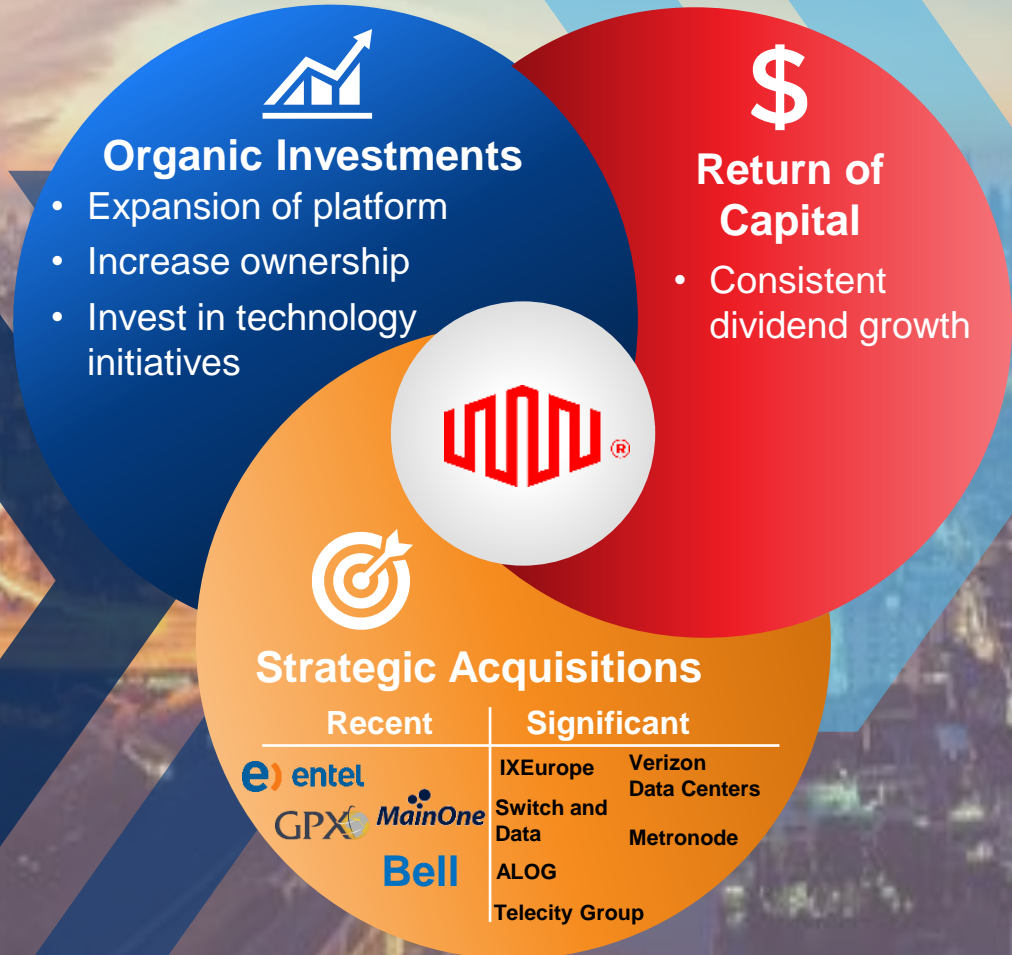 $
Organic Investments
• Expansion of platform
• Increase ownership
• Invest in technology
initiatives
Return of
Capital
• Consistent
dividend growth
®
Strategic Acquisitions
Recent
Significant
e) entel
GPX
MainOne
Bell
IXEurope
Switch and
Data
ALOG
Telecity Group
Verizon
Data Centers
Metronode